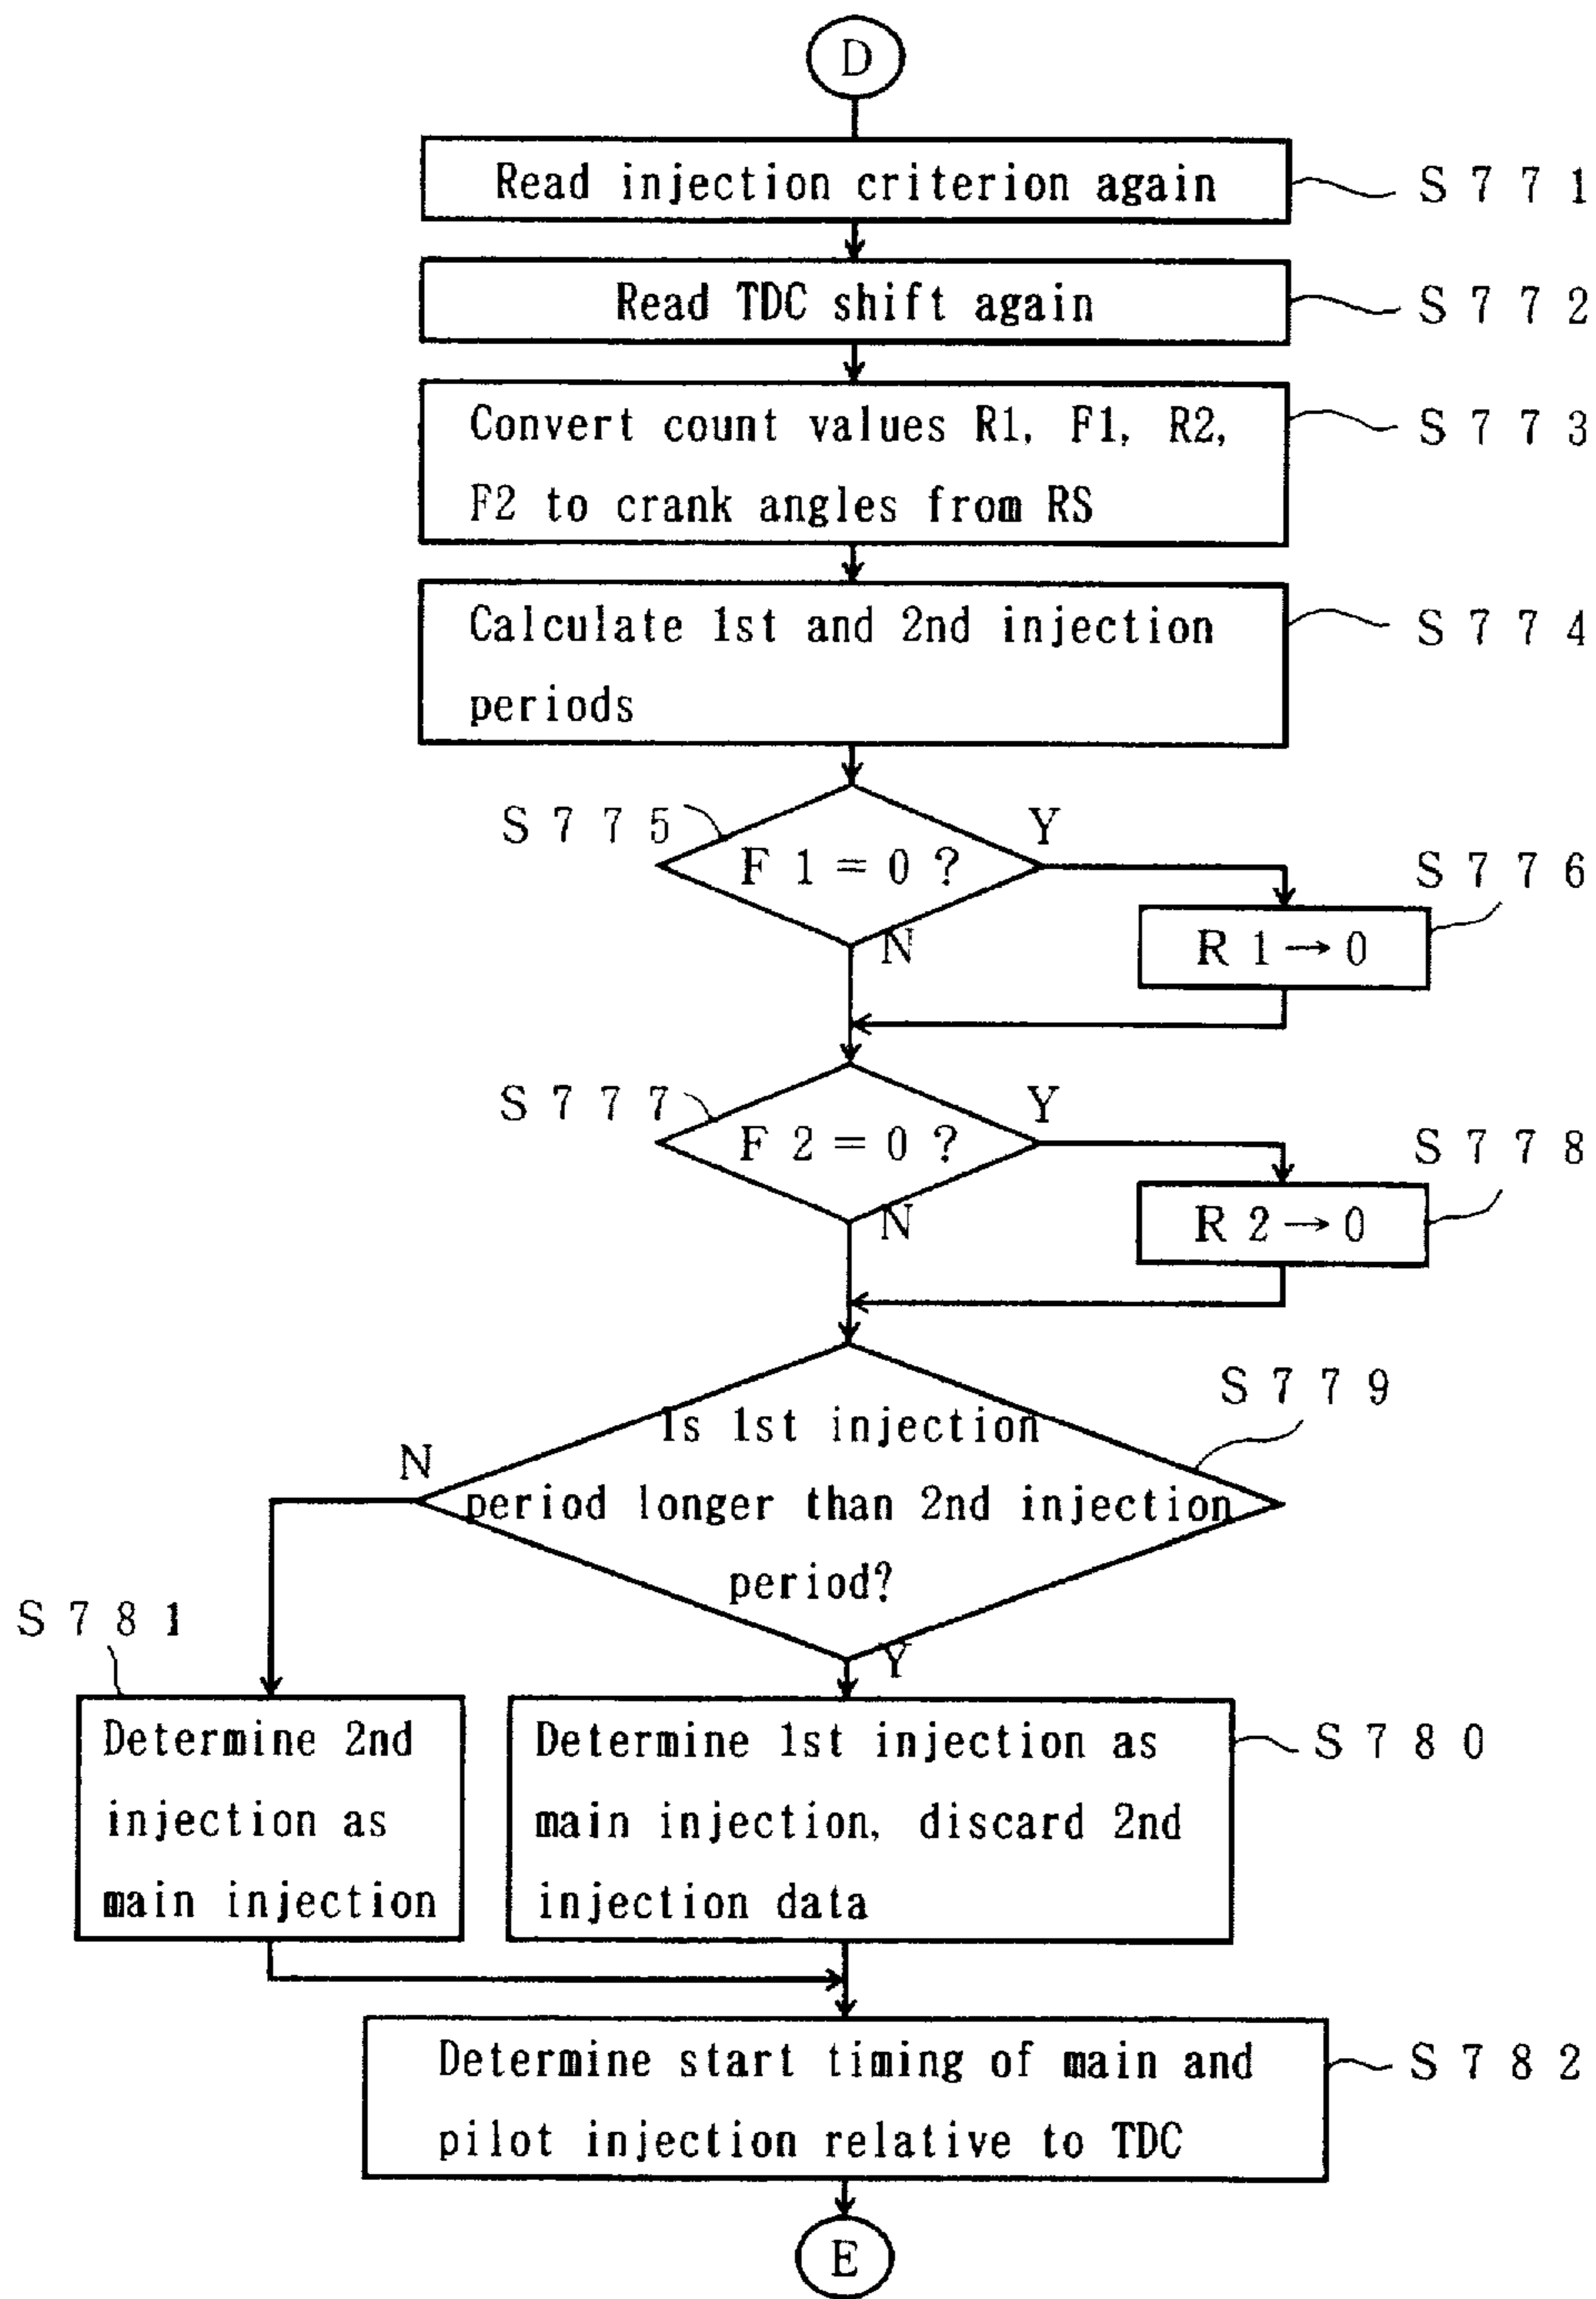 D
Read injection criterion again
S771
Read TDC shift again
S772
Convert count values R1, F1, R2,
F2 to crank angles from RS
S773
Calculate 1st and 2nd injection
periods
S774
S775
F1=0?
Y
N
S776
R1→0
S777
F2=0?
Y
N
S778
R2→0
S779
Is 1st injection
period longer than 2nd injection
period?
N
Y
S781
Determine 2nd
injection as
main injection
Determine 1st injection as
main injection, discard 2nd
injection data
S780
Determine start timing of main and
pilot injection relative to TDC
S782
E